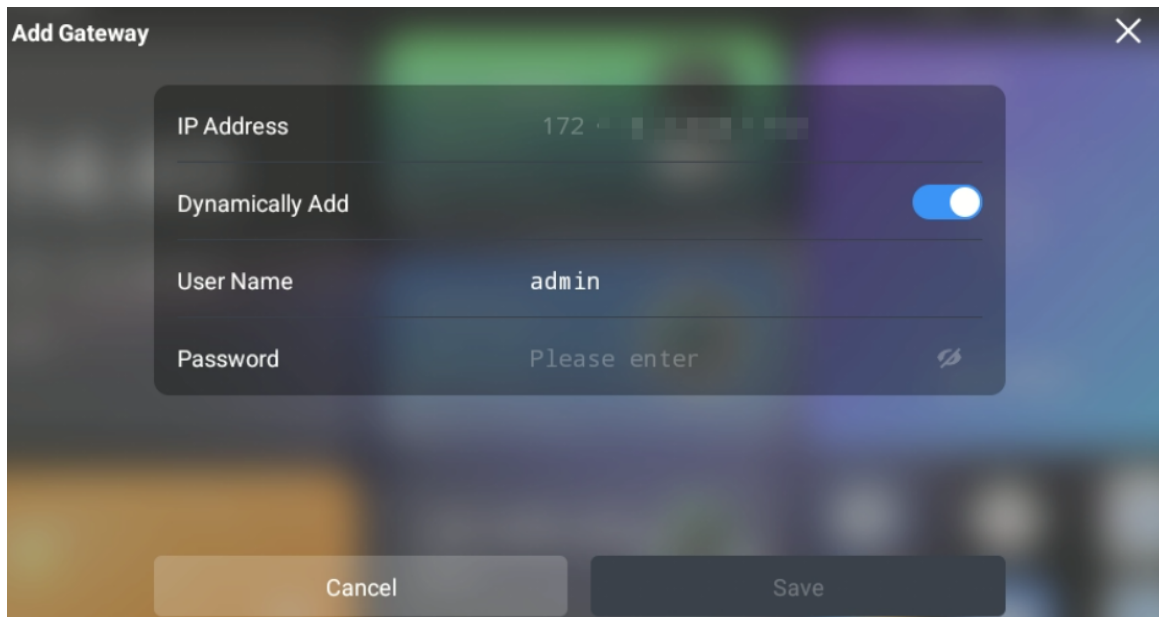 Add Gateway
IP Address 172
Dynamically Add
User Name admin
Password Please enter
Cancel Save